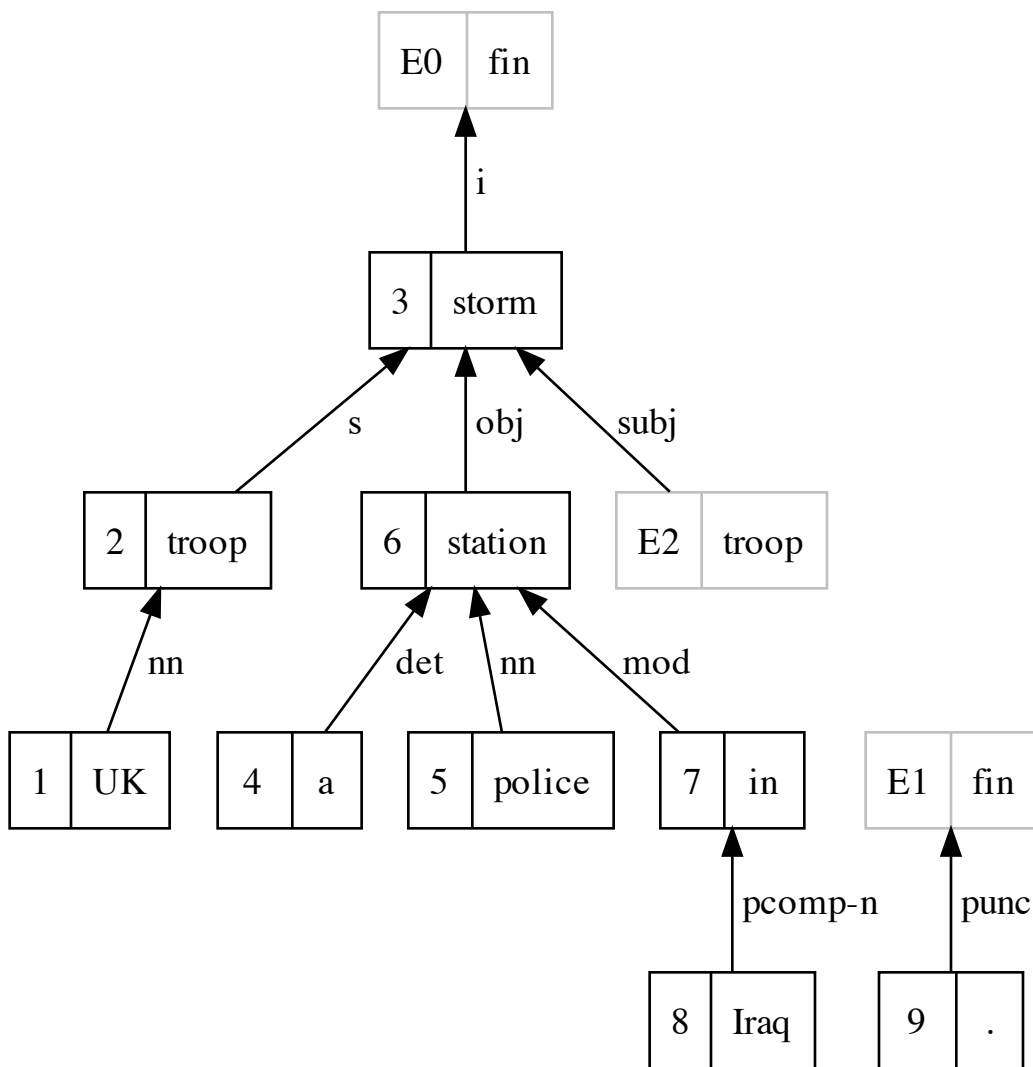 E0 fin
i
3 storm
s obj subj
2 troop 6 station E2 troop
nn det nn mod
1 UK 4 a 5 police 7 in E1 fin
pcomp-n punc
8 Iraq 9 .